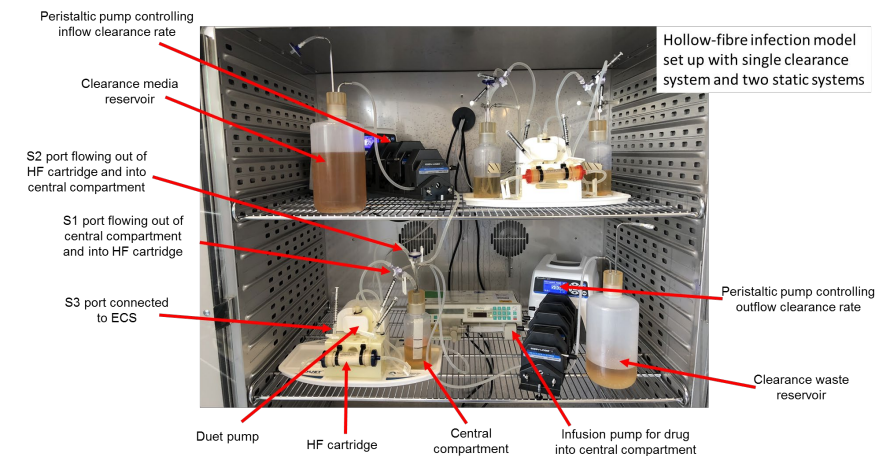 Peristaltic pump controlling
inflow clearance rate
Hollow-fibre infection model
set up with single clearance
system and two static systems
Clearance media
reservoir
S2 port flowing out of
HF cartridge and into
central compartment
S1 port flowing out of
central compartment
and into HF cartridge
S3 port connected
to ECS
Peristaltic pump controlling
outflow clearance rate
Clearance waste
reservoir
Duet pump
HF cartridge
Central
compartment
Infusion pump for drug
into central compartment